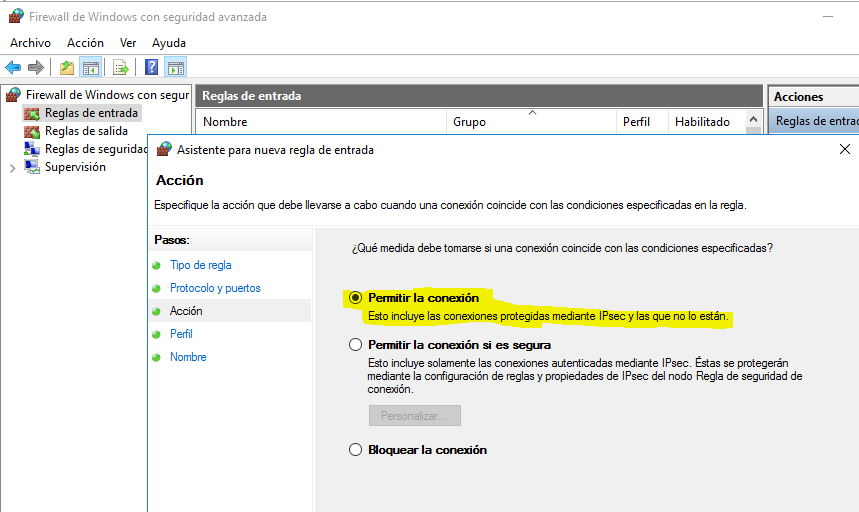 Firewall de Windows con seguridad avanzada
Archivo Acción Ver Ayuda
Firewall de Windows con segur
Reglas de entrada
Reglas de salida
Reglas de seguridad
Supervisión
Reglas de entrada
Nombre Grupo Perfil Habilitado
Acciones
Reglas de entrad
Asistente para nueva regla de entrada
Acción
Especifique la acción que debe llevarse a cabo cuando una conexión coincide con las condiciones especificadas en la regla.
Pasos:
Tipo de regla
Protocolo y puertos
Acción
Perfil
Nombre
¿Qué medida debe tomarse si una conexión coincide con las condiciones especificadas?
Permitir la conexión
Esto incluye las conexiones protegidas mediante IPsec y las que no lo están.
Permitir la conexión si es segura
Esto incluye solamente las conexiones autenticadas mediante IPsec. Éstas se protegerán
mediante la configuración de reglas y propiedades de IPsec del nodo Regla de seguridad de
conexión.
Personalizar...
Bloquear la conexión